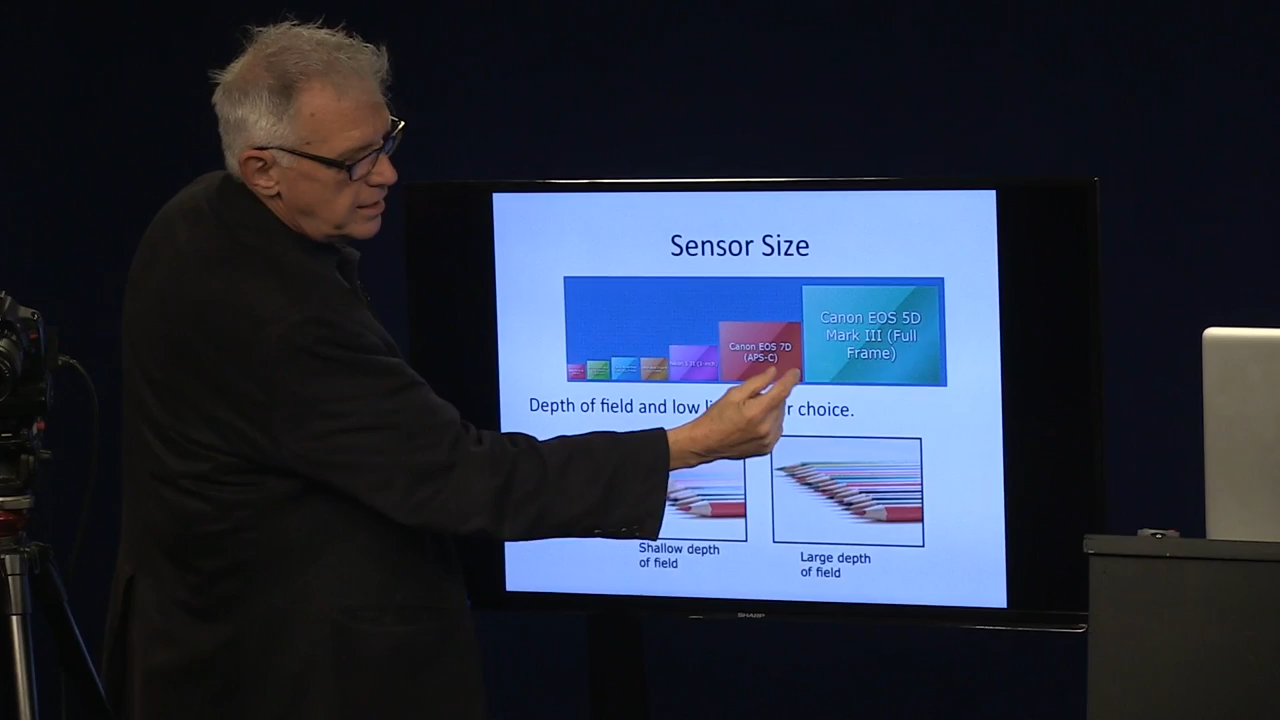 Sensor Size
Canon EOS 7D
(APS-C)
Canon EOS 5D
Mark III (Full
Frame)
Depth of field and low choice.
Shallow depth
of field
Large depth
of field
SHARP